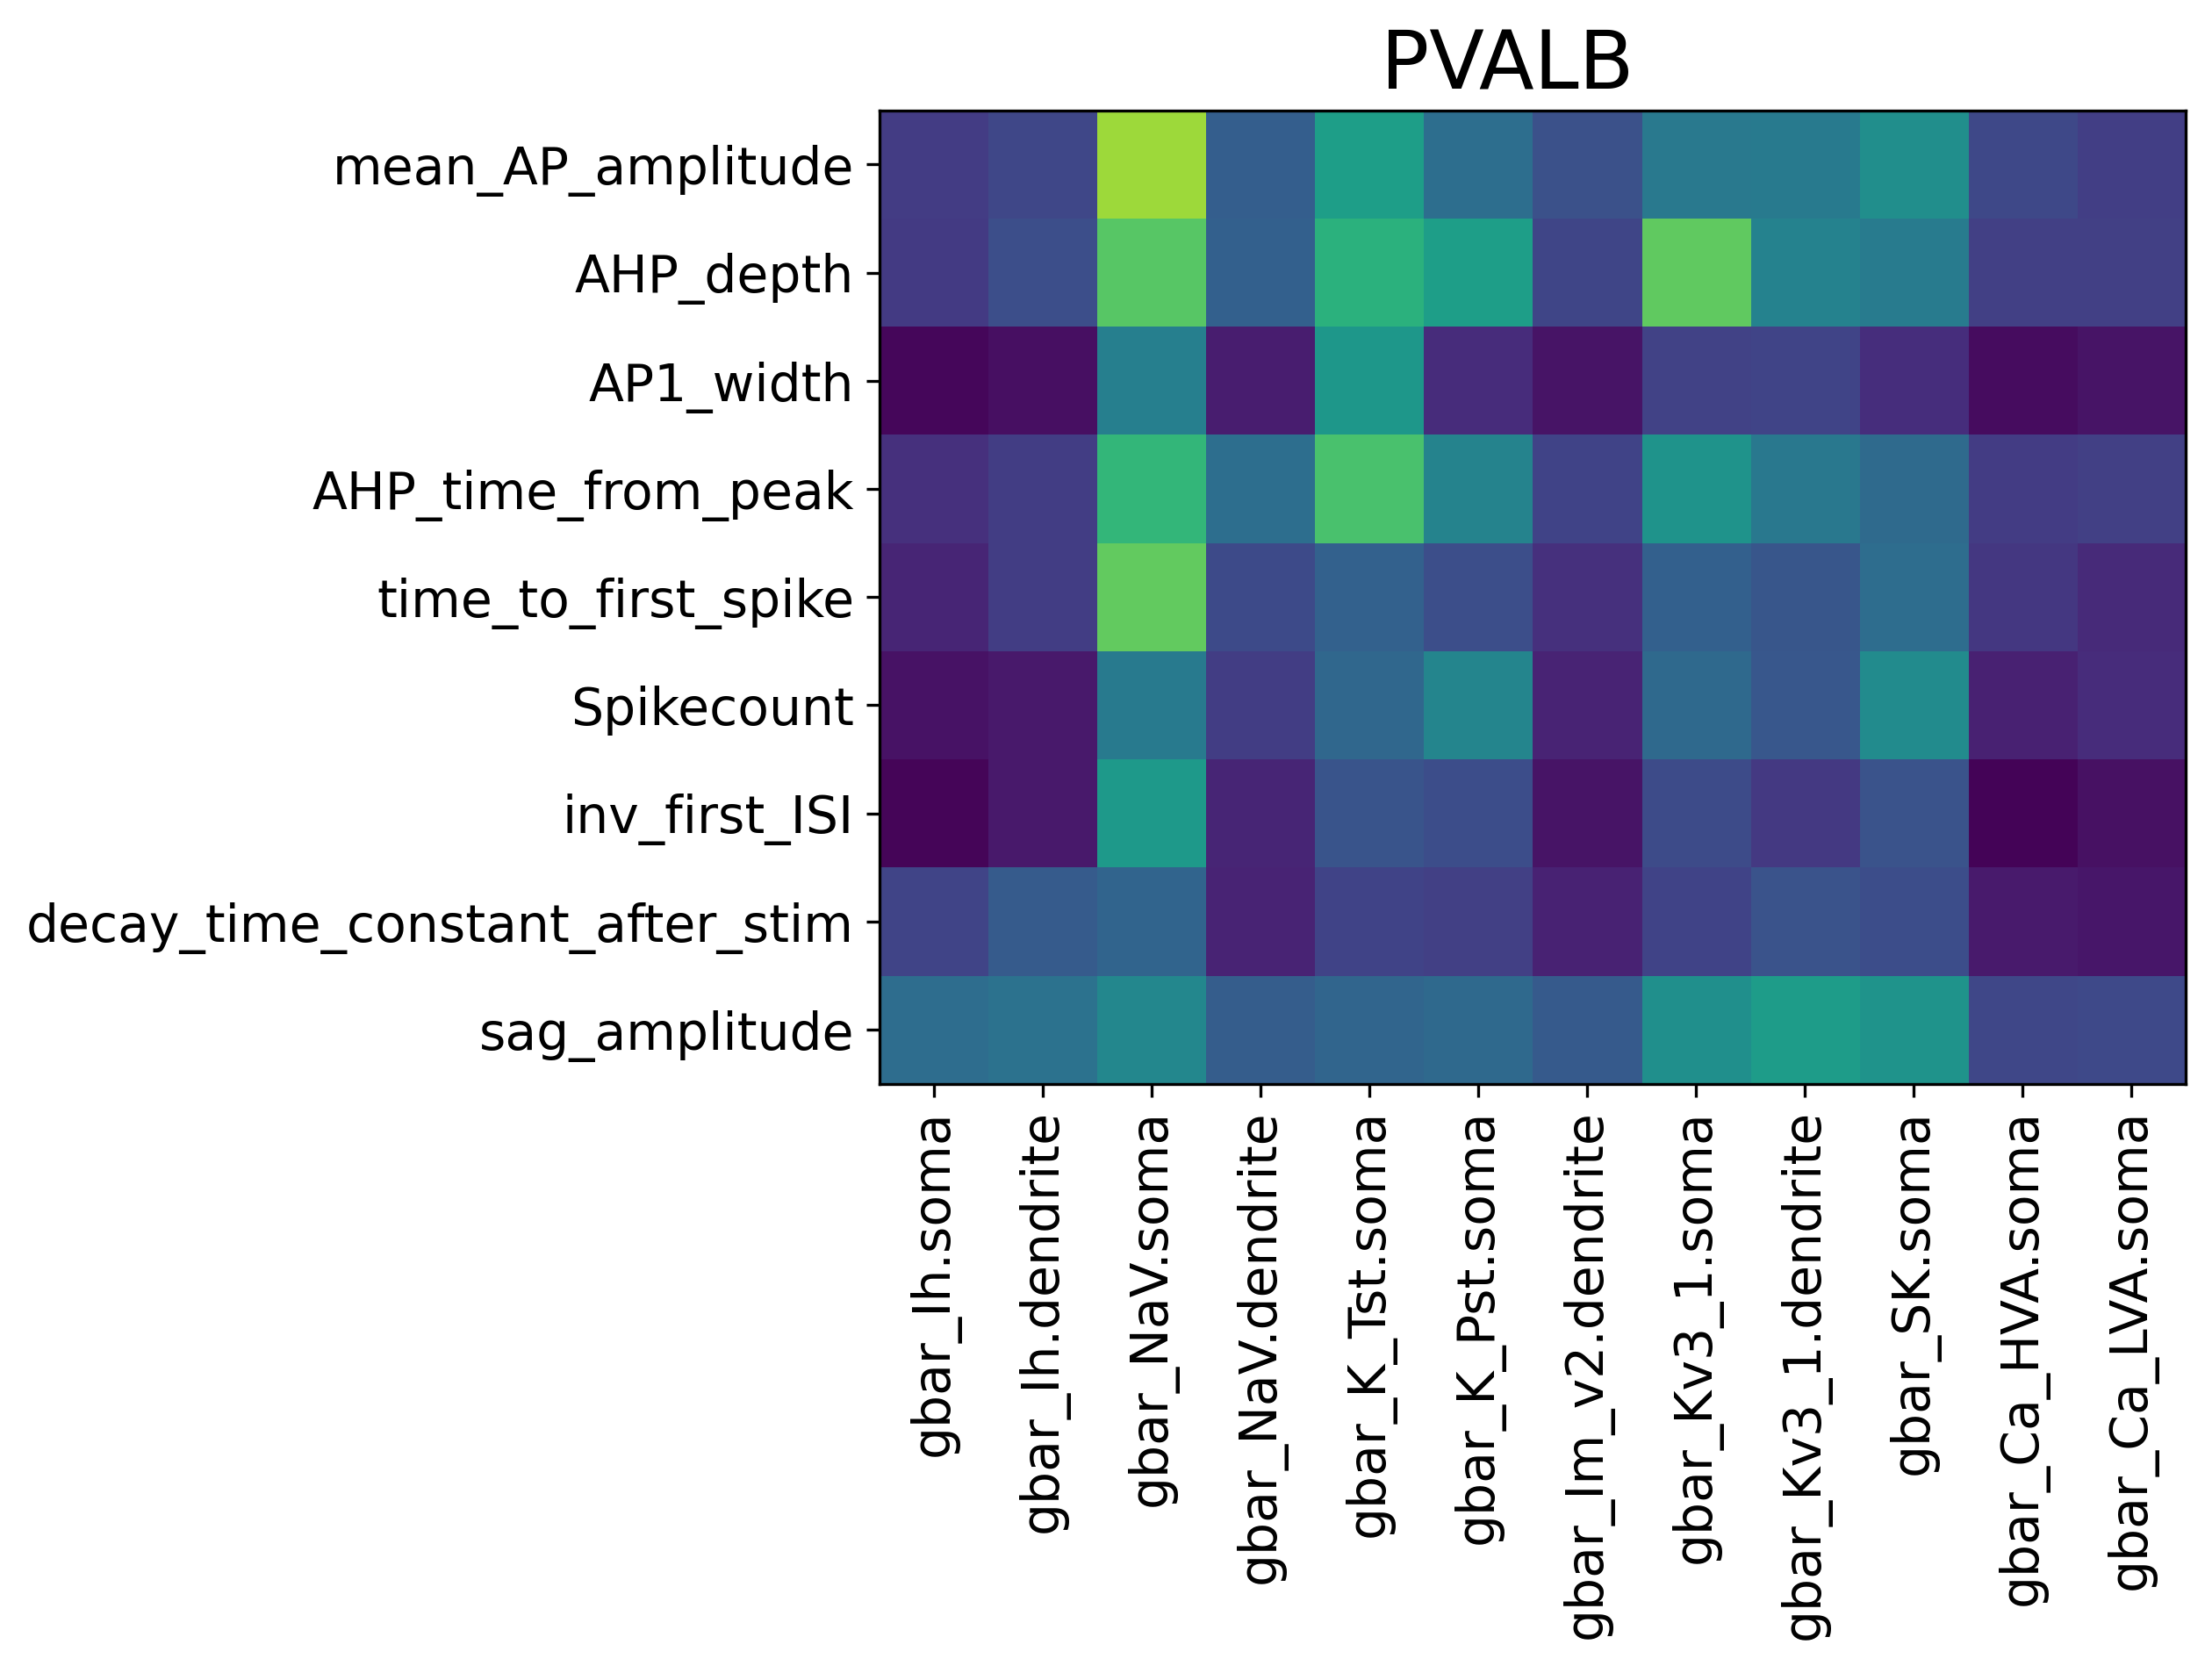 PVALB
mean_AP_amplitude
AHP_depth
AP1_width
AHP_time_from_peak
time_to_first_spike
Spikecount
inv_first_ISI
decay_time_constant_after_stim
sag_amplitude
gbar_Ih.soma
gbar_Ih.dendrite
gbar_NaV.soma
gbar_NaV.dendrite
gbar_K_Tst.soma
gbar_K_Pst.soma
gbar_Im_v2.dendrite
gbar_Kv3_1.soma
gbar_Kv3_1.dendrite
gbar_SK.soma
gbar_Ca_HVA.soma
gbar_Ca_LVA.soma